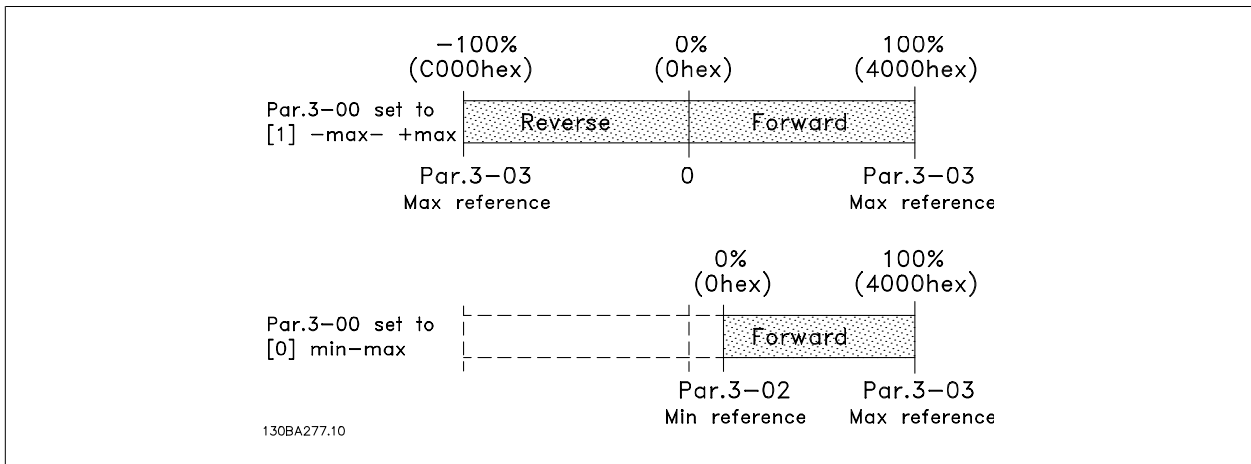 -100% 0% 100%
(C000hex) (0hex) (4000hex)
Par.3-00 set to
[1] -max- +max
Reverse Forward
Par.3-03 0 Par.3-03
Max reference Max reference
0% 100%
(0hex) (4000hex)
Par.3-00 set to
[0] min-max
Forward
Par.3-02 Par.3-03
Min reference Max reference
130BA277.10